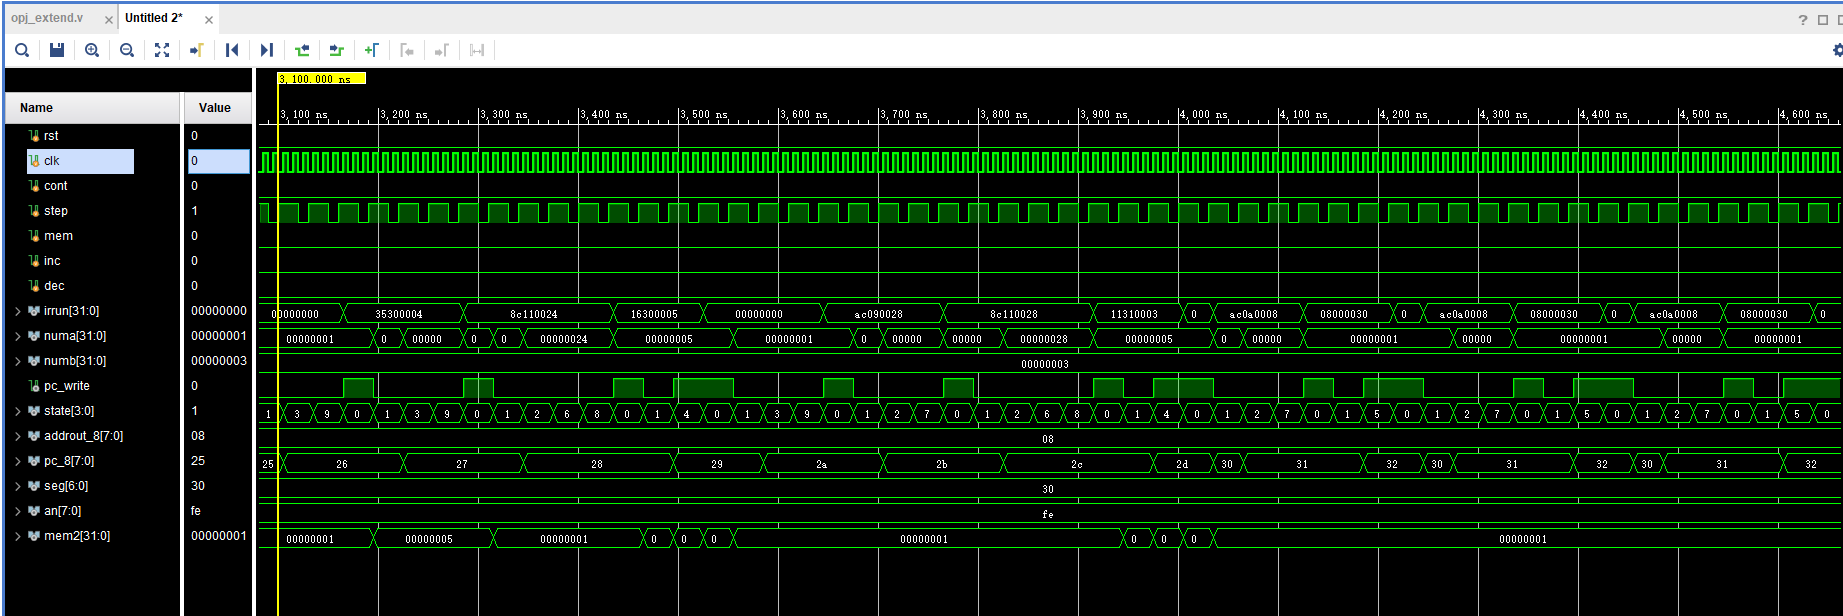 opj_extend.v × Untitled 2* ×
?
3,100.000 ns
Name Value
3,100 ns 3,200 ns 3,300 ns 3,400 ns 3,500 ns 3,600 ns 3,700 ns 3,800 ns 3,900 ns 4,000 ns 4,100 ns 4,200 ns 4,300 ns 4,400 ns 4,500 ns 4,600 ns
rst 0
clk 0
cont 0
step 1
mem 0
inc 0
dec 0
irrun[31:0] 00000000 00000000 35300004 8c110024 16300005 00000000 ac090028 8c110028 11310003 0 ac0a0008 08000030 0 ac0a0008 08000030 0 ac0a0008 08000030 0
numa[31:0] 00000001 00000001 0 00000 0 0 00000024 00000005 00000001 0 00000 00000 00000028 00000005 0 00000 00000001 00000 00000001 00000 00000001
numb[31:0] 00000003 00000003
pc_write 0
state[3:0] 1 1 3 9 0 1 3 9 0 1 2 6 8 0 1 4 0 1 3 9 0 1 2 7 0 1 2 6 8 0 1 4 0 1 2 7 0 1 5 0 1 2 7 0 1 5 0 1 2 7 0 1 5 0
addrout_8[7:0] 08 08
pc_8[7:0] 25 25 26 27 28 29 2a 2b 2c 2d 30 31 32 30 31 32 30 31 32
seg[6:0] 30 30
an[7:0] fe fe
mem2[31:0] 00000001 00000001 00000005 00000001 0 0 0 00000001 0 0 0 00000001